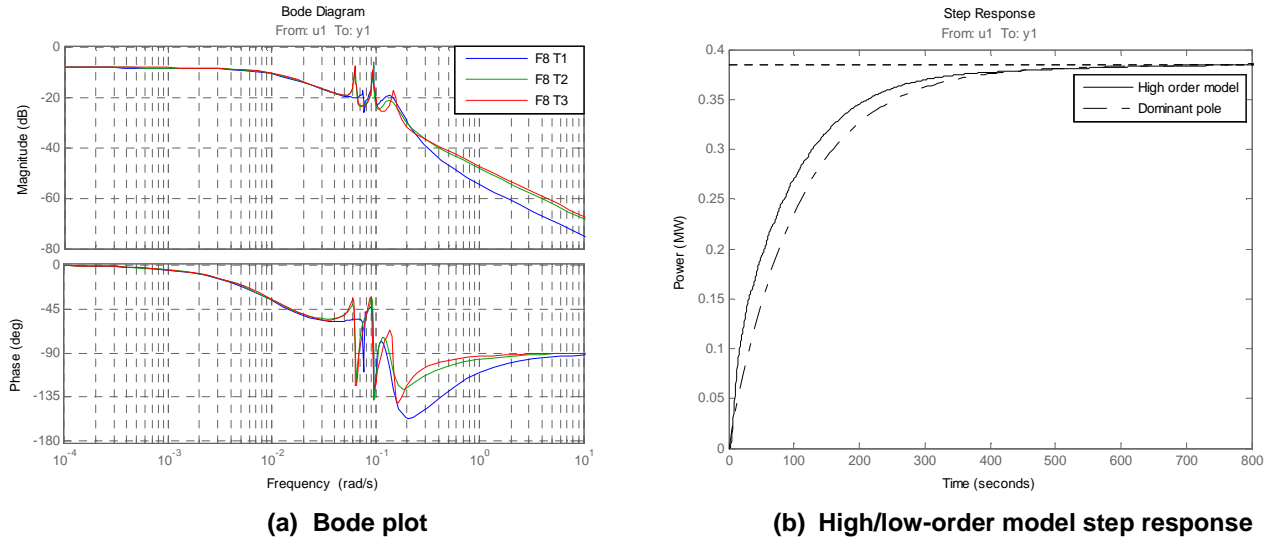 Bode Diagram
From: u1 To: y1
F8 T1
F8 T2
F8 T3
Magnitude (dB)
0
-20
-40
-60
-80
Phase (deg)
0
-45
-90
-135
-180
10^-4
10^-3
10^-2
10^-1
10^0
10^1
Frequency (rad/s)
(a) Bode plot
Step Response
From: u1 To: y1
High order model
Dominant pole
Power (MW)
0.4
0.35
0.3
0.25
0.2
0.15
0.1
0.05
0
0 100 200 300 400 500 600 700 800
Time (seconds)
(b) High/low-order model step response